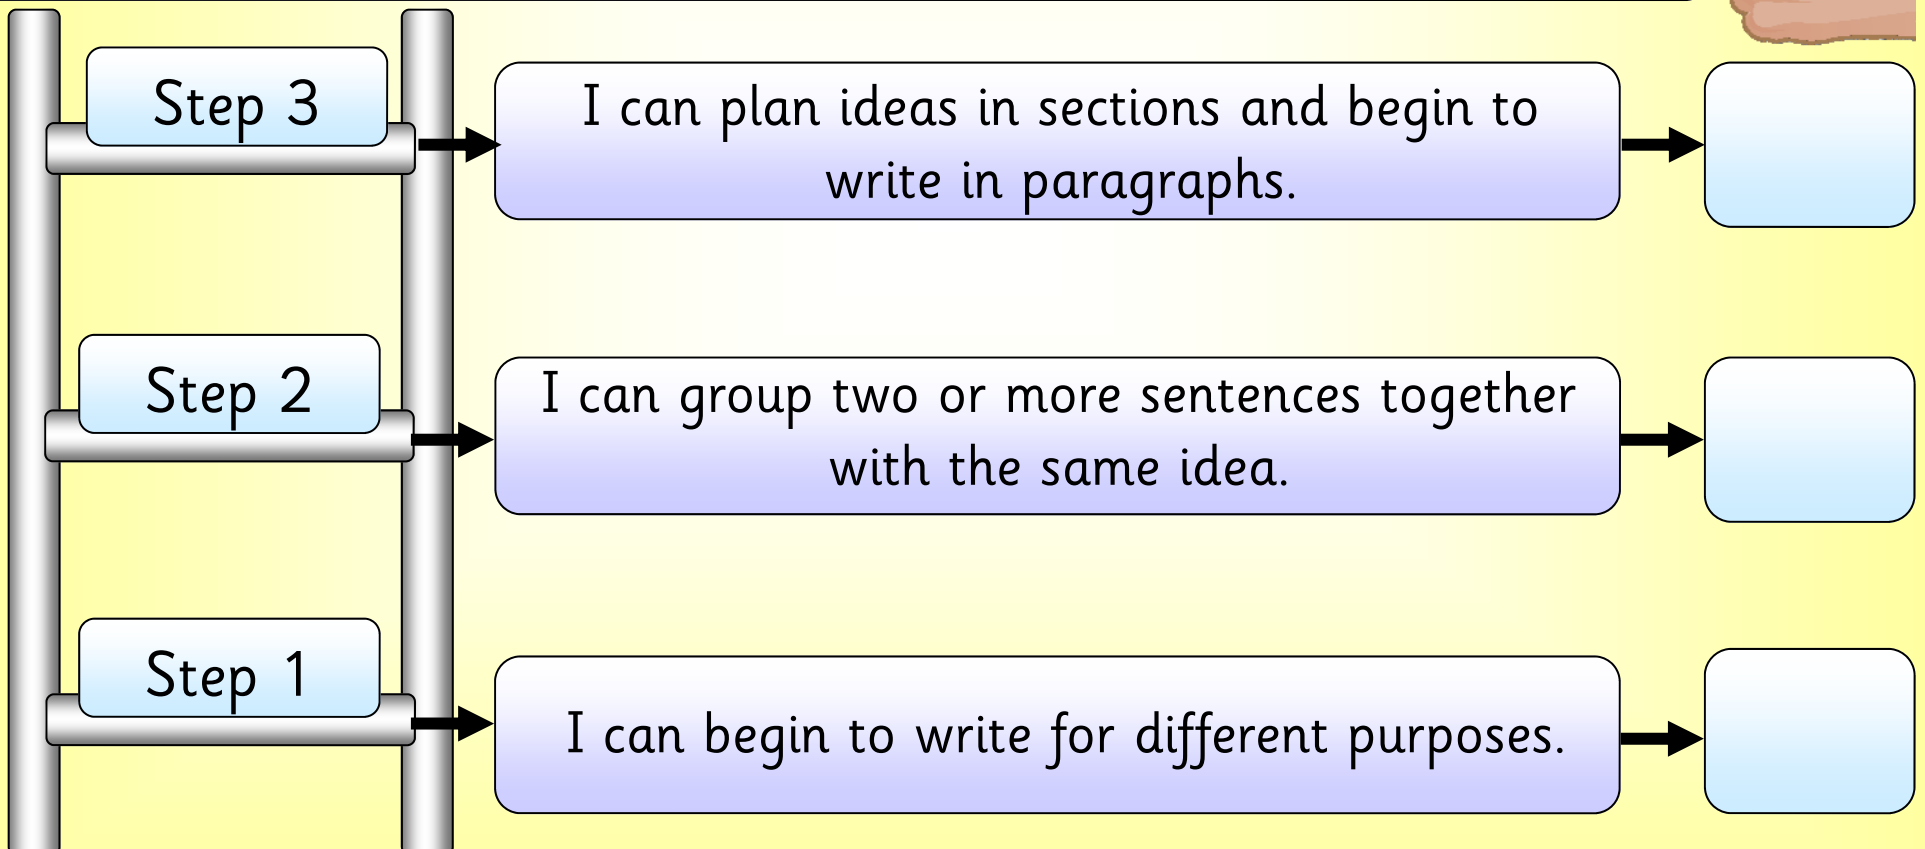 Step 3
I can plan ideas in sections and begin to
write in paragraphs.
Step 2
I can group two or more sentences together
with the same idea.
Step 1
I can begin to write for different purposes.